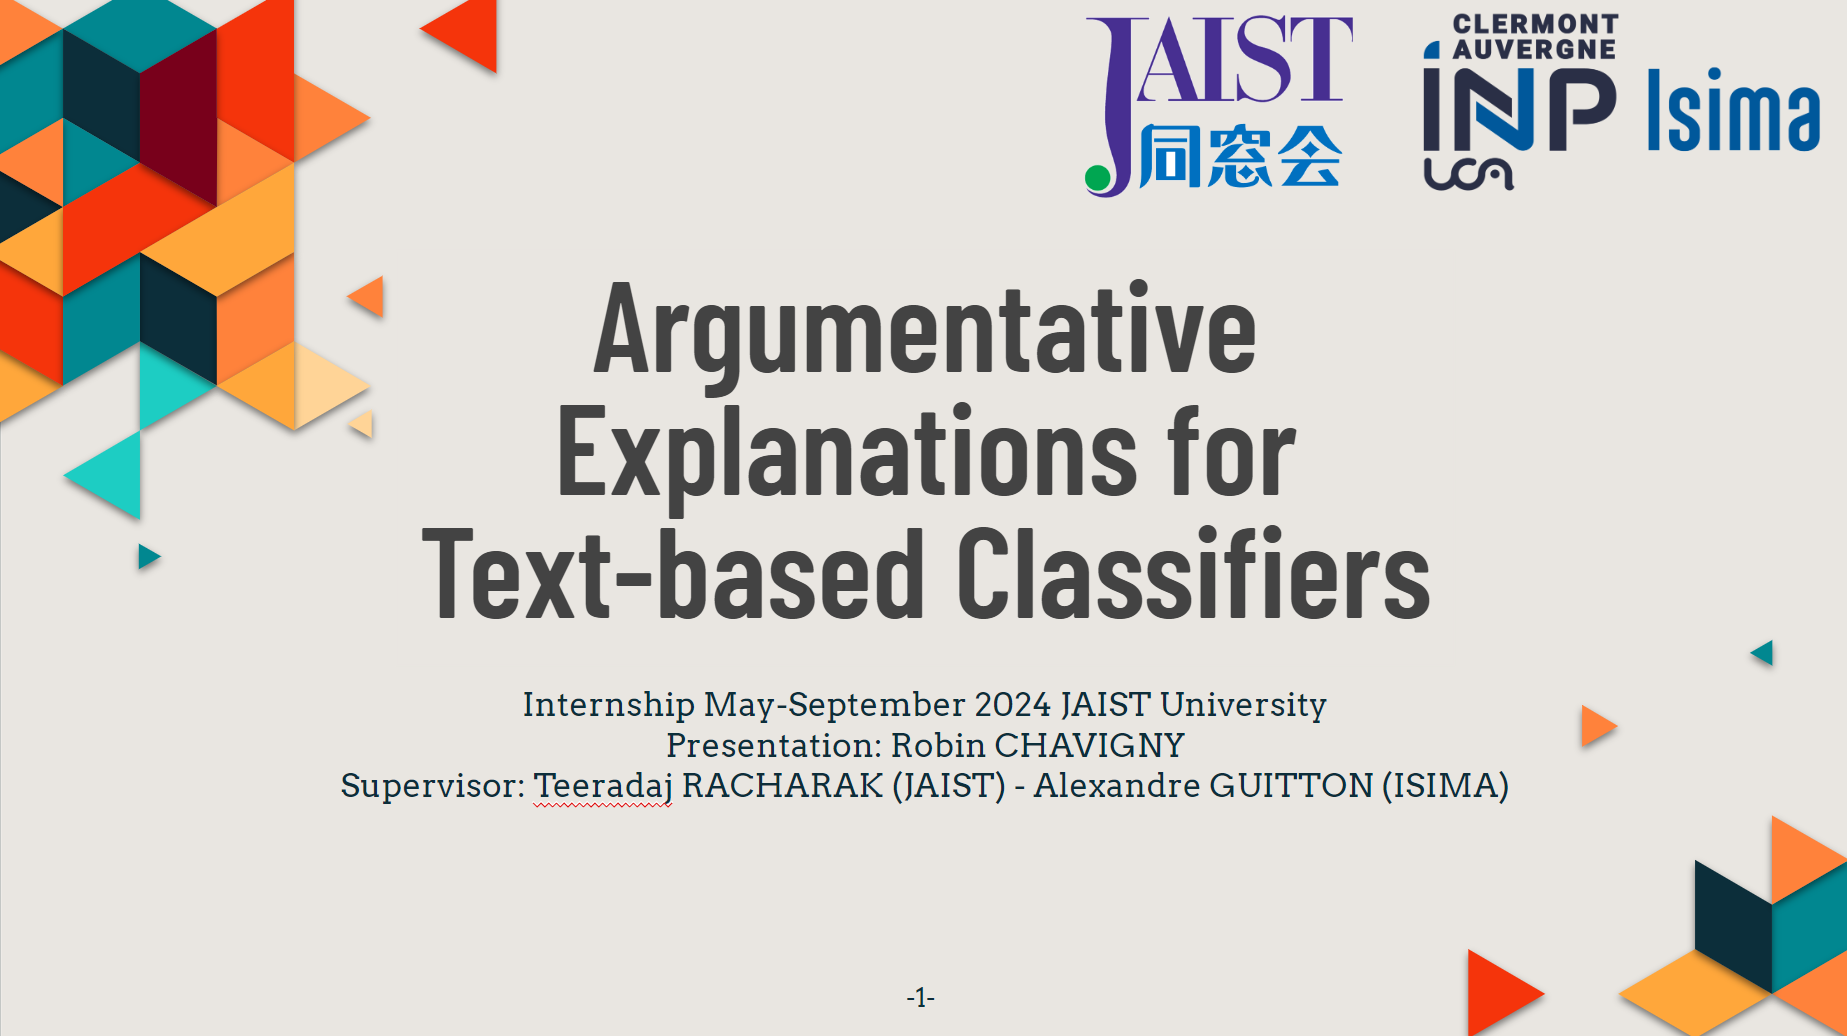 JAIST
同窓会
CLERMONT
AUVERGNE
INP
uca
Isima
Argumentative
Explanations for
Text-based Classifiers
Internship May-September 2024 JAIST University
Presentation: Robin CHAVIGNY
Supervisor: Teeradaj RACHARAK (JAIST) - Alexandre GUITTON (ISIMA)
-1-